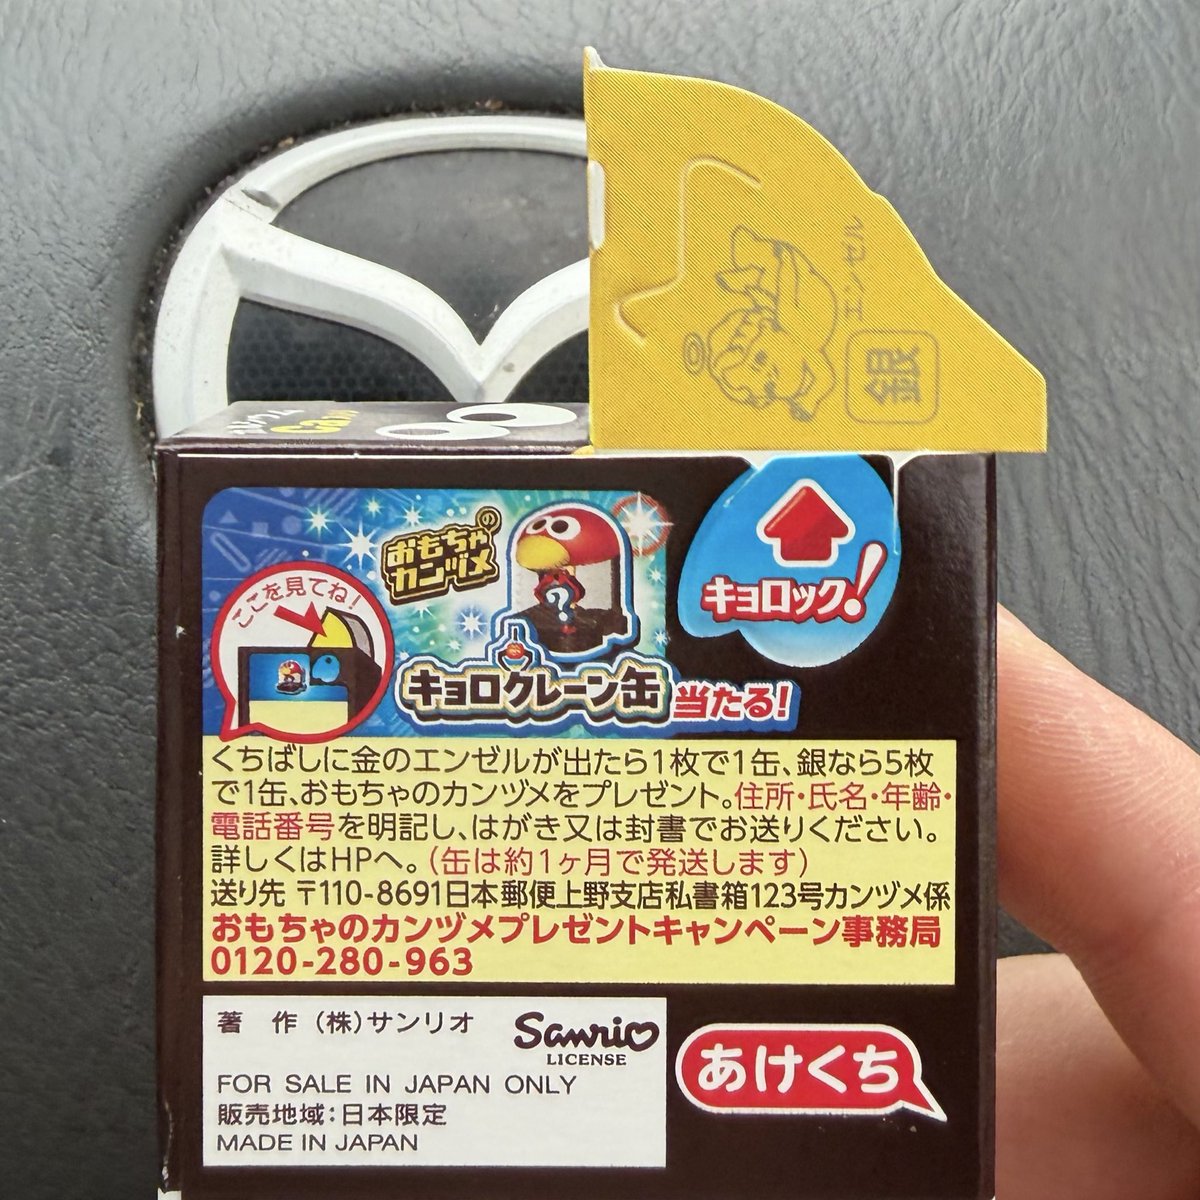 エンゼル
銀
おもちゃの
カンヅメ
ここを見てね!
?
キョロックレーン缶
当たる!
キョロック!
くちばしに金のエンゼルが出たら1枚で1缶、銀なら5枚
で1缶、おもちゃのカンヅメをプレゼント。住所・氏名・年齢・
電話番号を明記し、はがき又は封書でお送りください。
詳しくはHPへ。(缶は約1ヶ月で発送します)
送り先 〒110-8691日本郵便上野支店私書箱123号カンヅメ係
おもちゃのカンヅメプレゼントキャンペーン事務局
0120-280-963
著 作 (株)サンリオ
Sanrio
LICENSE
FOR SALE IN JAPAN ONLY
販売地域:日本限定
MADE IN JAPAN
あけくち